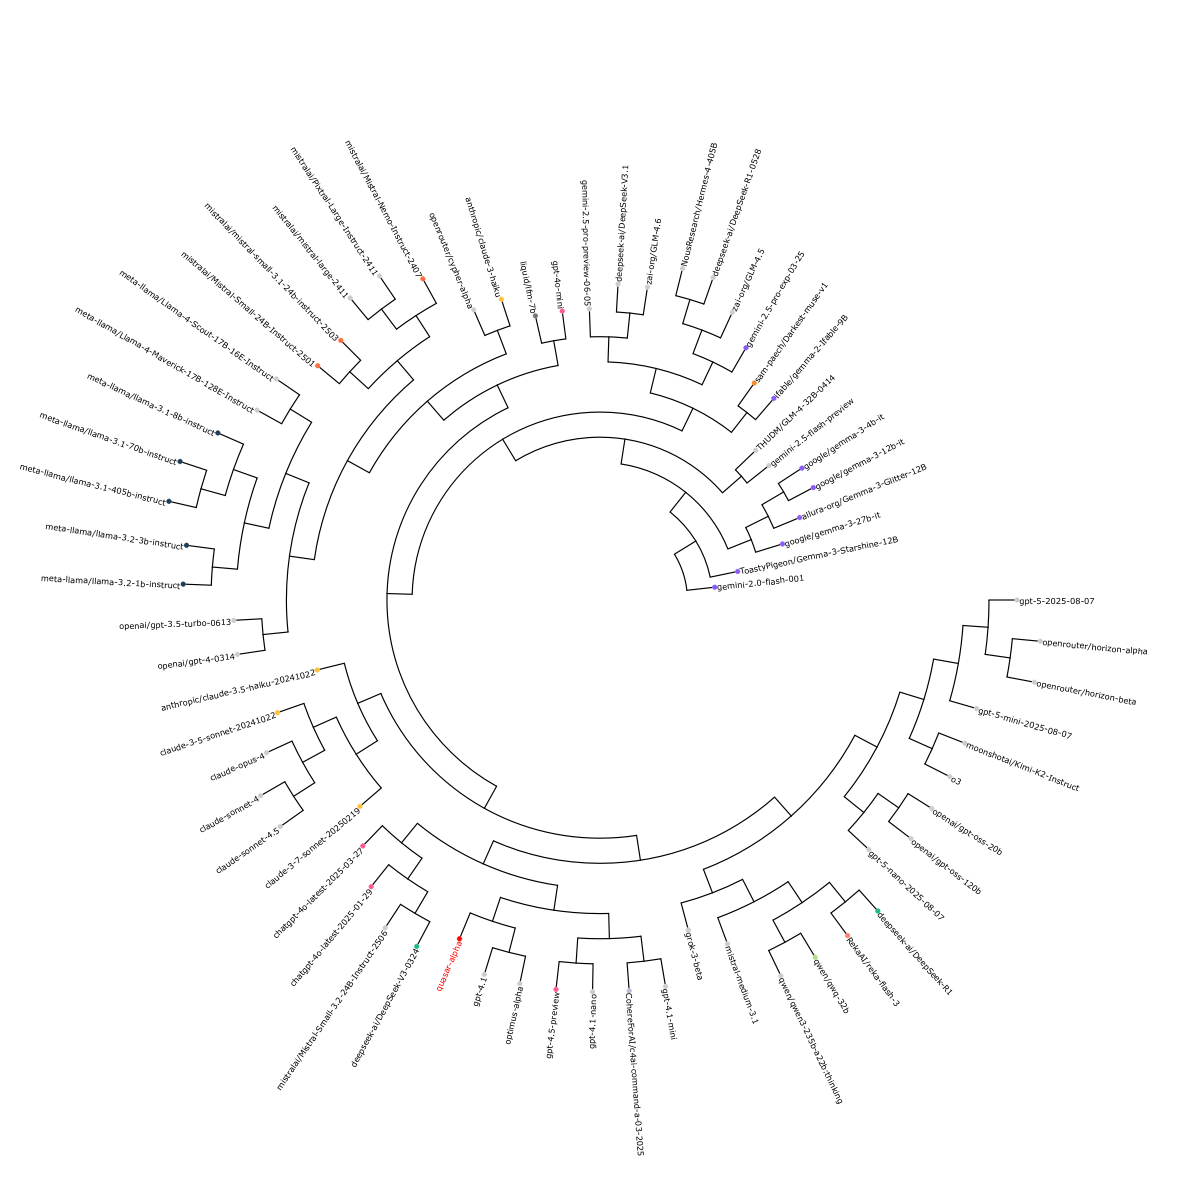 gpt-5-2025-08-07
openrouter/horizon-alpha
openrouter/horizon-beta
gpt-5-mini-2025-08-07
moonshotai/Kimi-K2-Instruct
o3
openai/gpt-oss-20b
openai/gpt-oss-120b
gpt-5-nano-2025-08-07
deepseek-ai/DeepSeek-R1
RekaAI/reka-flash-3
qwen/qwq-32b
qwen/qwen3-235b-a22b:thinking
mistral-medium-3.1
grok-3-beta
gpt-4.1-mini
CohereForAI/c4ai-command-a-03-2025
gpt-4.1-nano
gpt-4.5-preview
optimus-alpha
gpt-4.1
quasar-alpha
deepseek-ai/DeepSeek-V3-0324
mistralai/Mistral-Small-3.2-24B-Instruct-2506
chatgpt-4o-latest-2025-01-29
chatgpt-4o-latest-2025-03-27
claude-3-7-sonnet-20250219
claude-sonnet-4.5
claude-sonnet-4
claude-opus-4
claude-3-5-sonnet-20241022
anthropic/claude-3.5-haiku-20241022
openai/gpt-4-0314
openai/gpt-3.5-turbo-0613
meta-llama/llama-3.2-1b-instruct
meta-llama/llama-3.2-3b-instruct
meta-llama/llama-3.1-405b-instruct
meta-llama/llama-3.1-70b-instruct
meta-llama/llama-3.1-8b-instruct
meta-llama/Llama-4-Maverick-17B-128E-Instruct
meta-llama/Llama-4-Scout-17B-16E-Instruct
mistralai/Mistral-Small-24B-Instruct-2501
mistralai/mistral-small-3.1-24b-instruct-2503
mistralai/mistral-large-2411
mistralai/Pixtral-Large-Instruct-2411
mistralai/Mistral-Nemo-Instruct-2407
openrouter/cypher-alpha
anthropic/claude-3-haiku
liquid/lfm-7b
gpt-4o-mini
gemini-2.5-pro-preview-06-05
deepseek-ai/DeepSeek-V3.1
zai-org/GLM-4.6
NousResearch/Hermes-4-405B
deepseek-ai/DeepSeek-R1-0528
zai-org/GLM-4.5
gemini-2.5-pro-exp-03-25
sam-paech/Darkest-muse-v1
ifable/gemma-2-Ifable-9B
THUDM/GLM-4-32B-0414
gemini-2.5-flash-preview
google/gemma-3-4b-it
google/gemma-3-12b-it
allura-org/Gemma-3-Glitter-12B
google/gemma-3-27b-it
ToastyPigeon/Gemma-3-Starshine-12B
gemini-2.0-flash-001